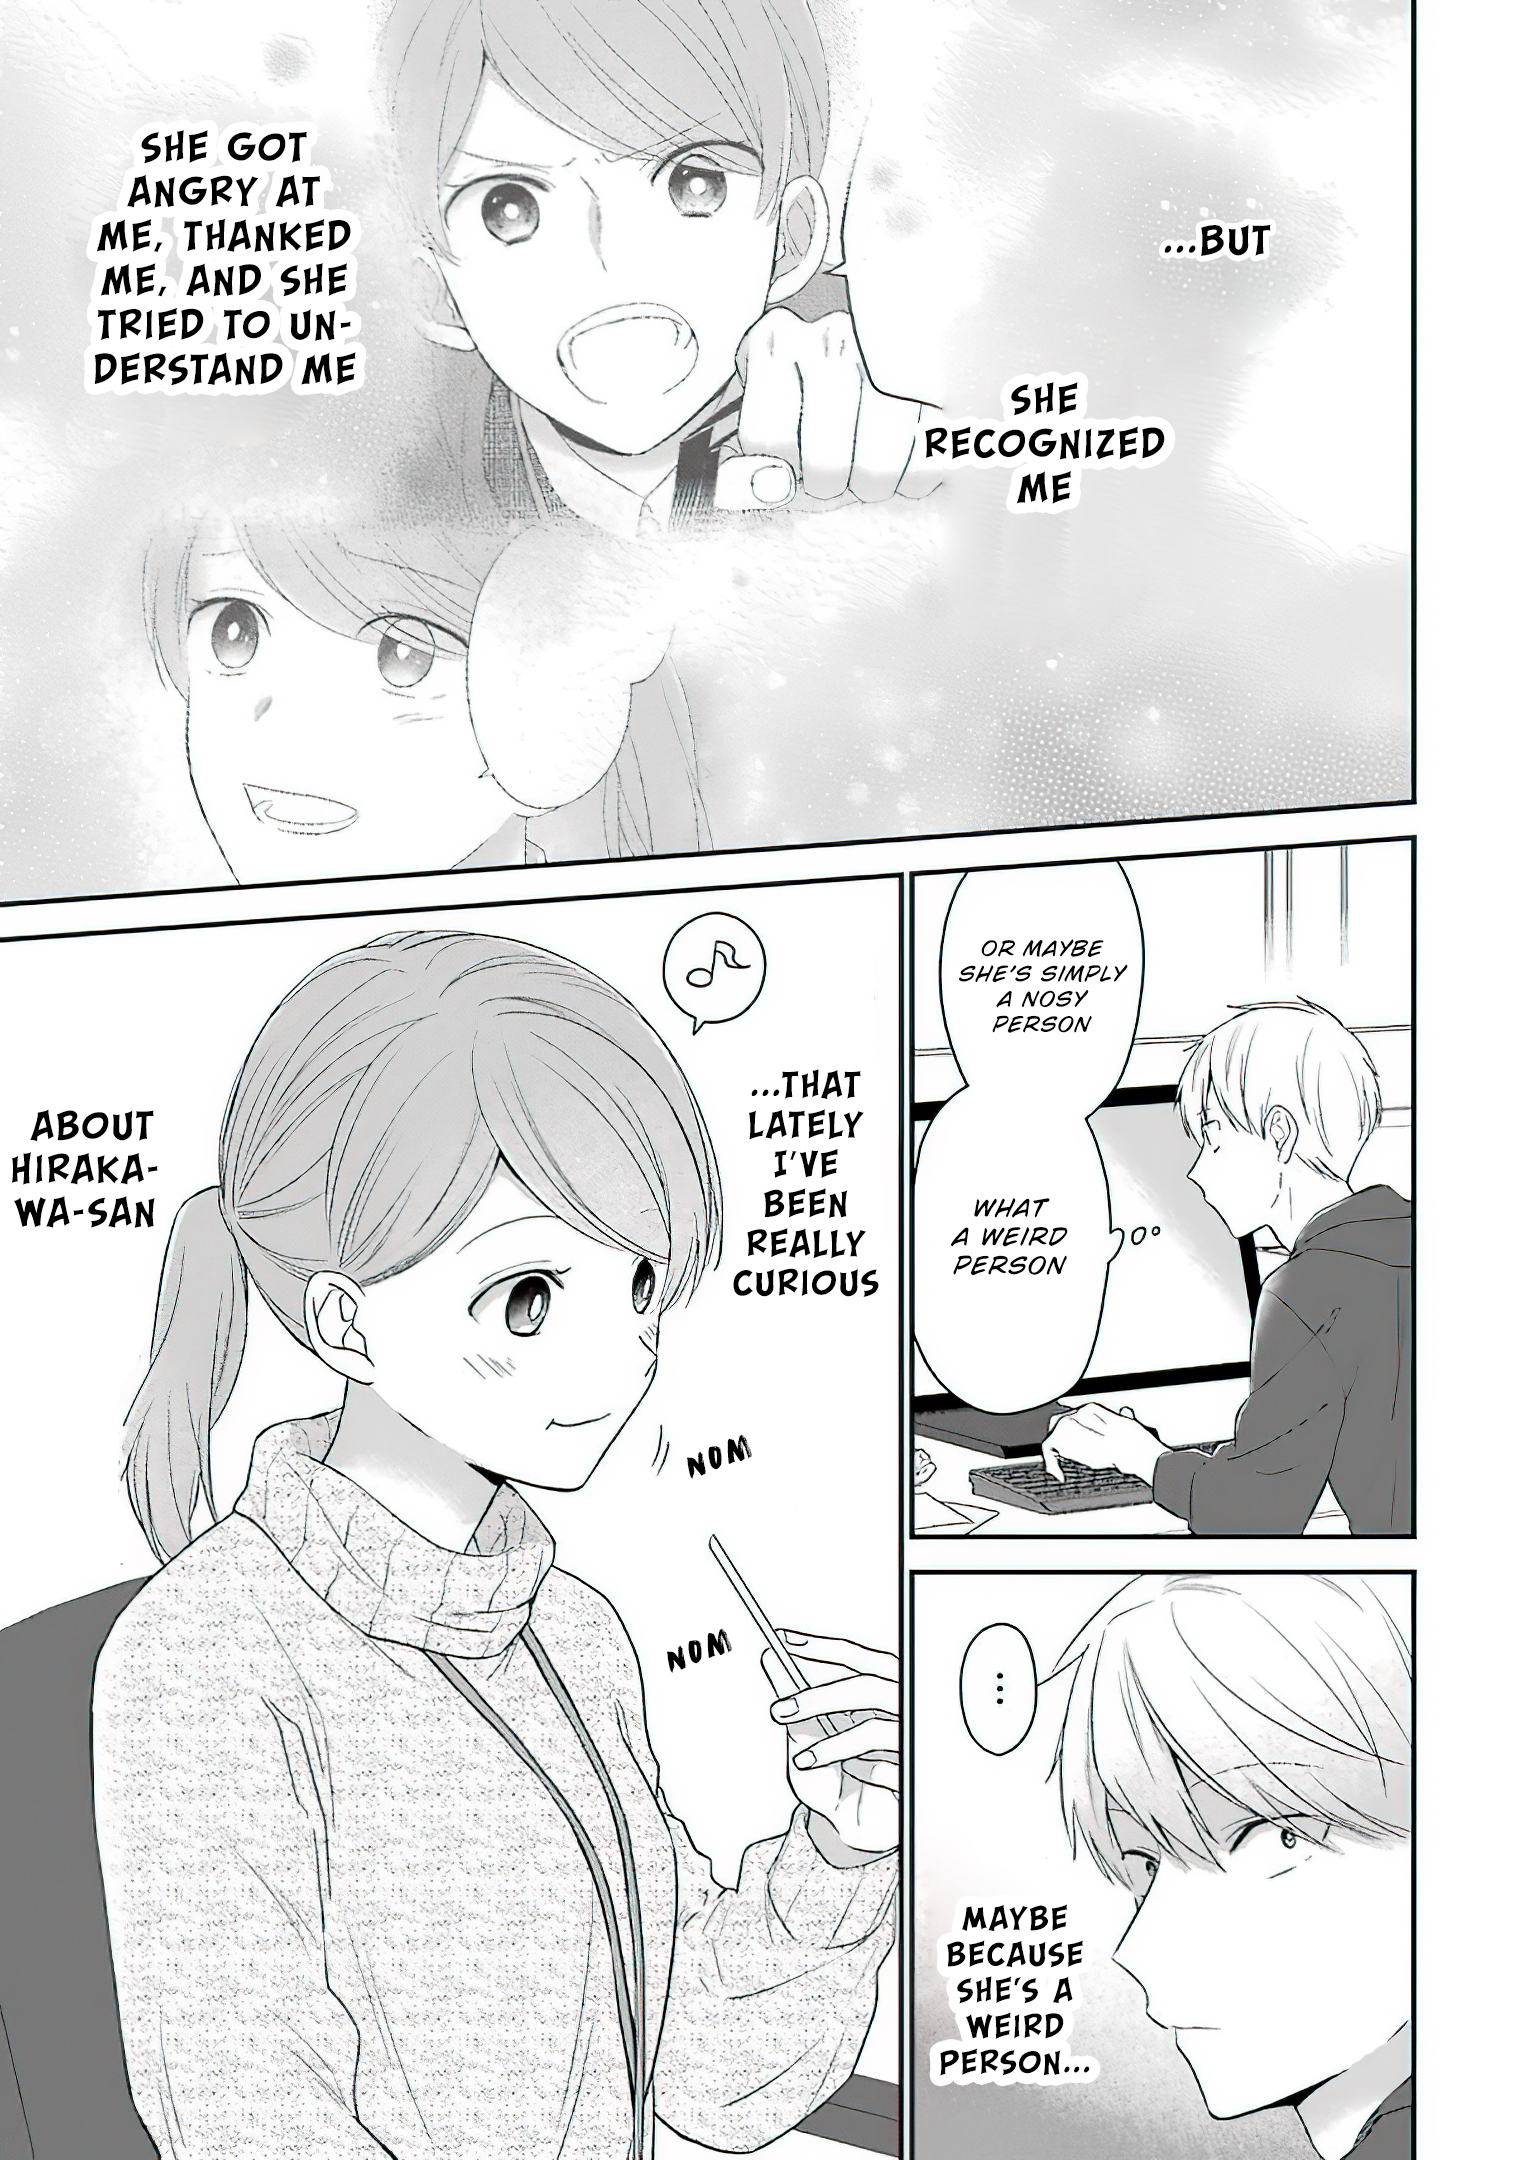 ...BUT
SHE
RECOGNIZED
ME
SHE GOT
ANGRY AT
ME, THANKED
ME, AND SHE
TRIED TO UN-
DERSTAND ME
OR MAYBE
SHE'S SIMPLY
A NOSY
PERSON
WHAT
A WEIRD
PERSON
...
MAYBE
BECAUSE
SHE'S A
WEIRD
PERSON...
...THAT
LATELY
I'VE
BEEN
REALLY
CURIOUS
NOM
NOM
ABOUT
HIRAKA-
WA-SAN